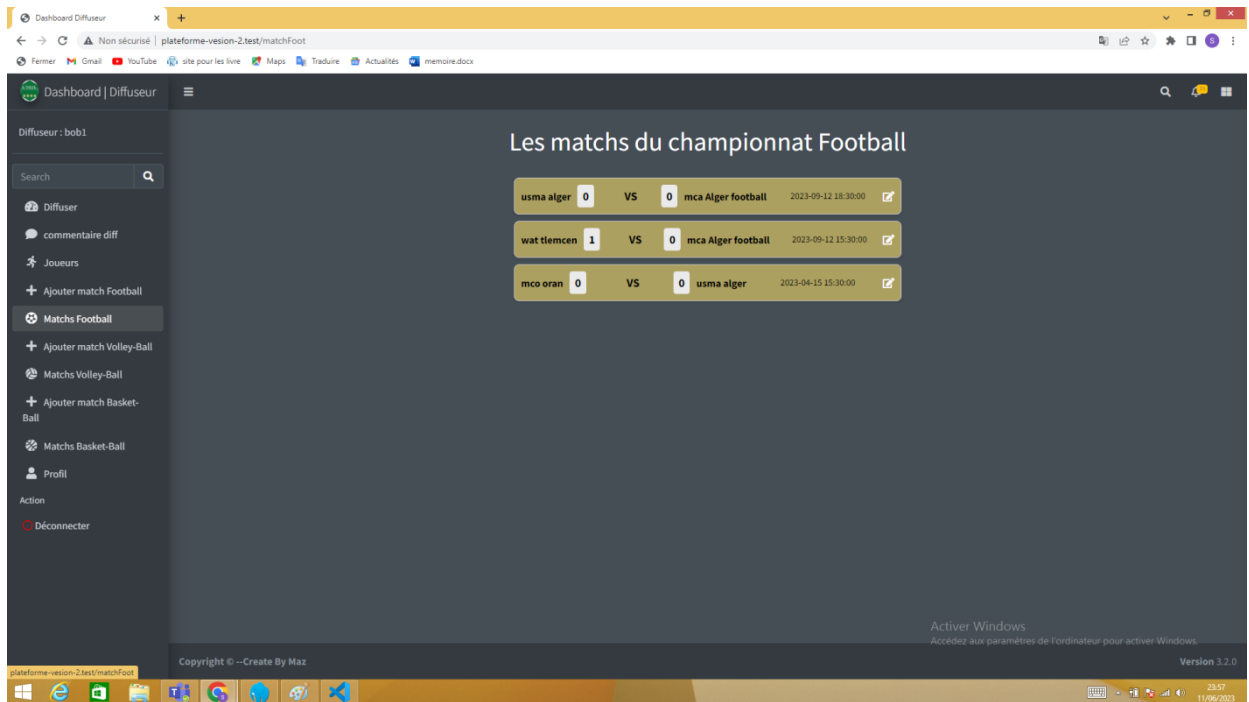 Dashboard Diffuseur
Non sécurisé | plateforme-vesion-2.test/matchFoot
Fermer Gmail YouTube site pour les livre Maps Traduire Actualités memoire.docx
Dashboard | Diffuseur
Diffuseur : bob1
Search
Diffuser
commentaire diff
Joueurs
Ajouter match Football
Matchs Football
Ajouter match Volley-Ball
Matchs Volley-Ball
Ajouter match Basket-
Ball
Matchs Basket-Ball
Profil
Action
Déconnecter
Les matchs du championnat Football
usma alger 0 VS 0 mca Alger football 2023-09-12 18:30:00
wat tlemcen 1 VS 0 mca Alger football 2023-09-12 15:30:00
mco oran 0 VS 0 usma alger 2023-04-15 15:30:00
Activer Windows
Accédez aux paramètres de l'ordinateur pour activer Windows.
Copyright © --Create By Maz
Version 3.2.0
plateforme-vesion-2.test/matchFoot
23:57
11/06/2023